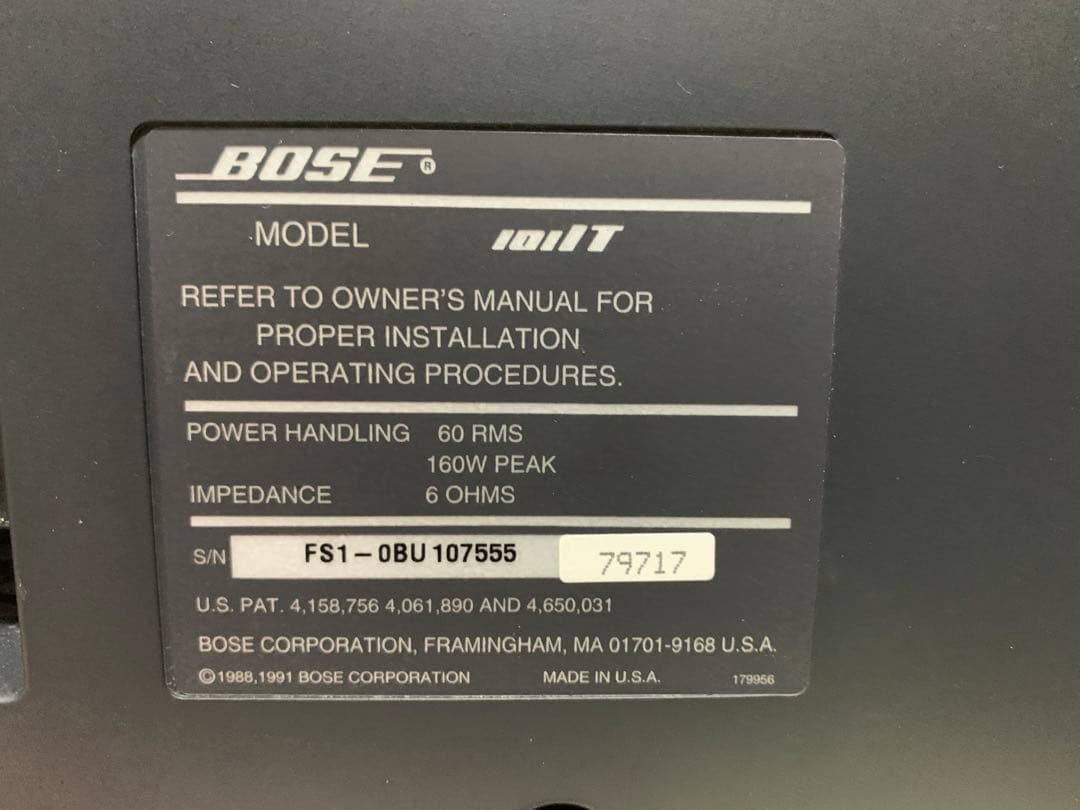 BOSE®
MODEL 101IT
REFER TO OWNER'S MANUAL FOR
PROPER INSTALLATION
AND OPERATING PROCEDURES.
POWER HANDLING 60 RMS
160W PEAK
IMPEDANCE 6 OHMS
S/N FS1-0BU 107555 79717
U.S. PAT. 4,158,756 4,061,890 AND 4,650,031
BOSE CORPORATION, FRAMINGHAM, MA 01701-9168 U.S.A.
©1988,1991 BOSE CORPORATION MADE IN U.S.A. 179956